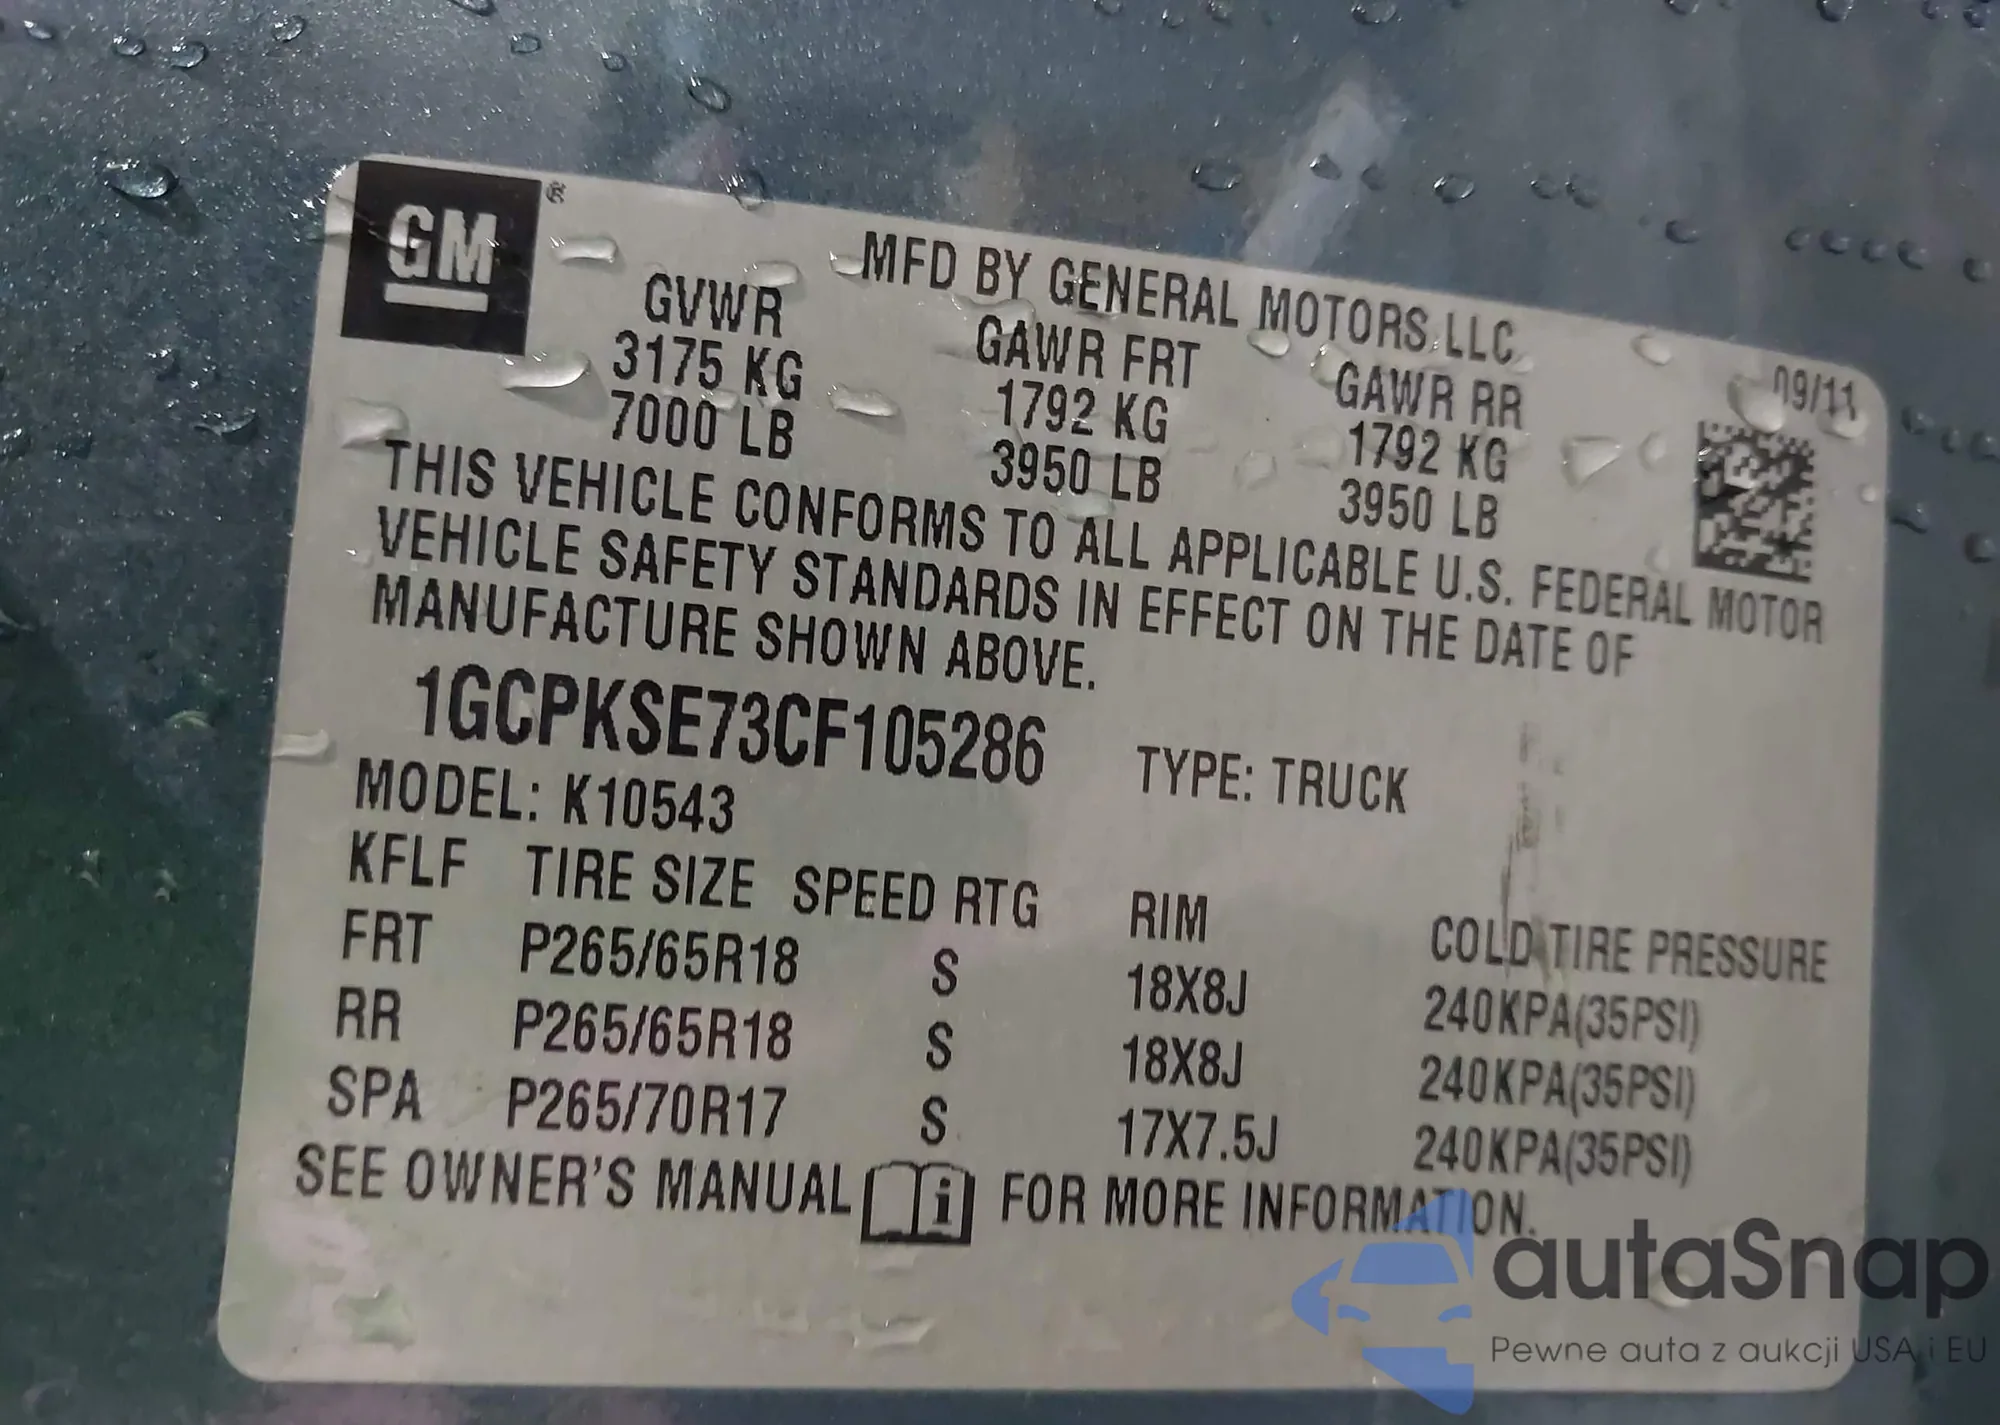 GM ®
MFD BY GENERAL MOTORS LLC
09/11
GVWR GAWR FRT GAWR RR
3175 KG 1792 KG 1792 KG
7000 LB 3950 LB 3950 LB
THIS VEHICLE CONFORMS TO ALL APPLICABLE U.S. FEDERAL MOTOR
VEHICLE SAFETY STANDARDS IN EFFECT ON THE DATE OF
MANUFACTURE SHOWN ABOVE.
1GCPKSE73CF105286 TYPE: TRUCK
MODEL: K10543
KFLF TIRE SIZE SPEED RTG RIM COLD TIRE PRESSURE
FRT P265/65R18 S 18X8J 240KPA(35PSI)
RR P265/65R18 S 18X8J 240KPA(35PSI)
SPA P265/70R17 S 17X7.5J 240KPA(35PSI)
SEE OWNER'S MANUAL i FOR MORE INFORMATION.
autaSnap
Pewne auta z aukcji USA i EU